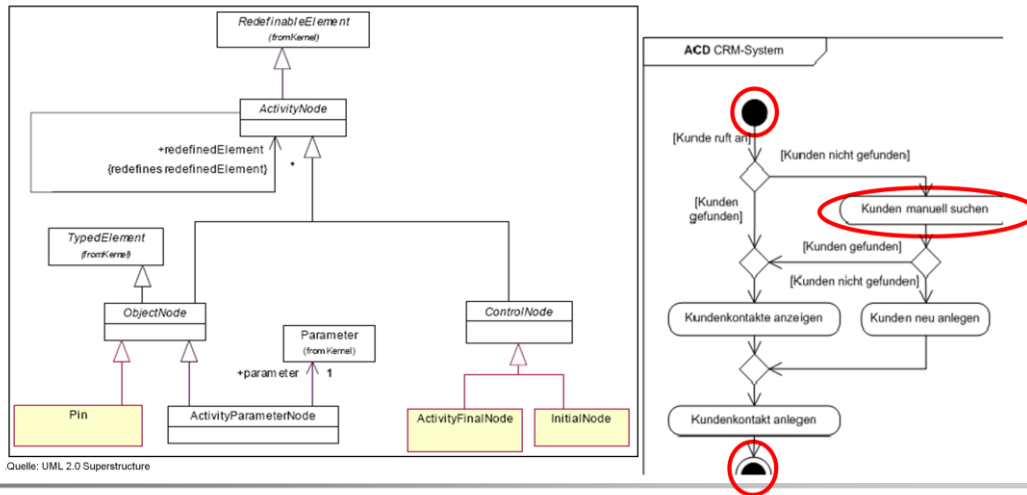 RedefinableElement
(fromKernel)
ActivityNode
+redefinedElement
{redefines redefinedElement}
*
TypedElement
(fromKernel)
ObjectNode
ControlNode
Parameter
(from Kernel)
+parameter
1
Pin
ActivityParameterNode
ActivityFinalNode
InitialNode
Quelle: UML 2.0 Superstructure
ACD CRM-System
[Kunde ruft an]
[Kunden nicht gefunden]
[Kunden
gefunden]
Kunden manuell suchen
[Kunden gefunden]
[Kunden nicht gefunden]
Kundenkontakte anzeigen
Kunden neu anlegen
Kundenkontakt anlegen